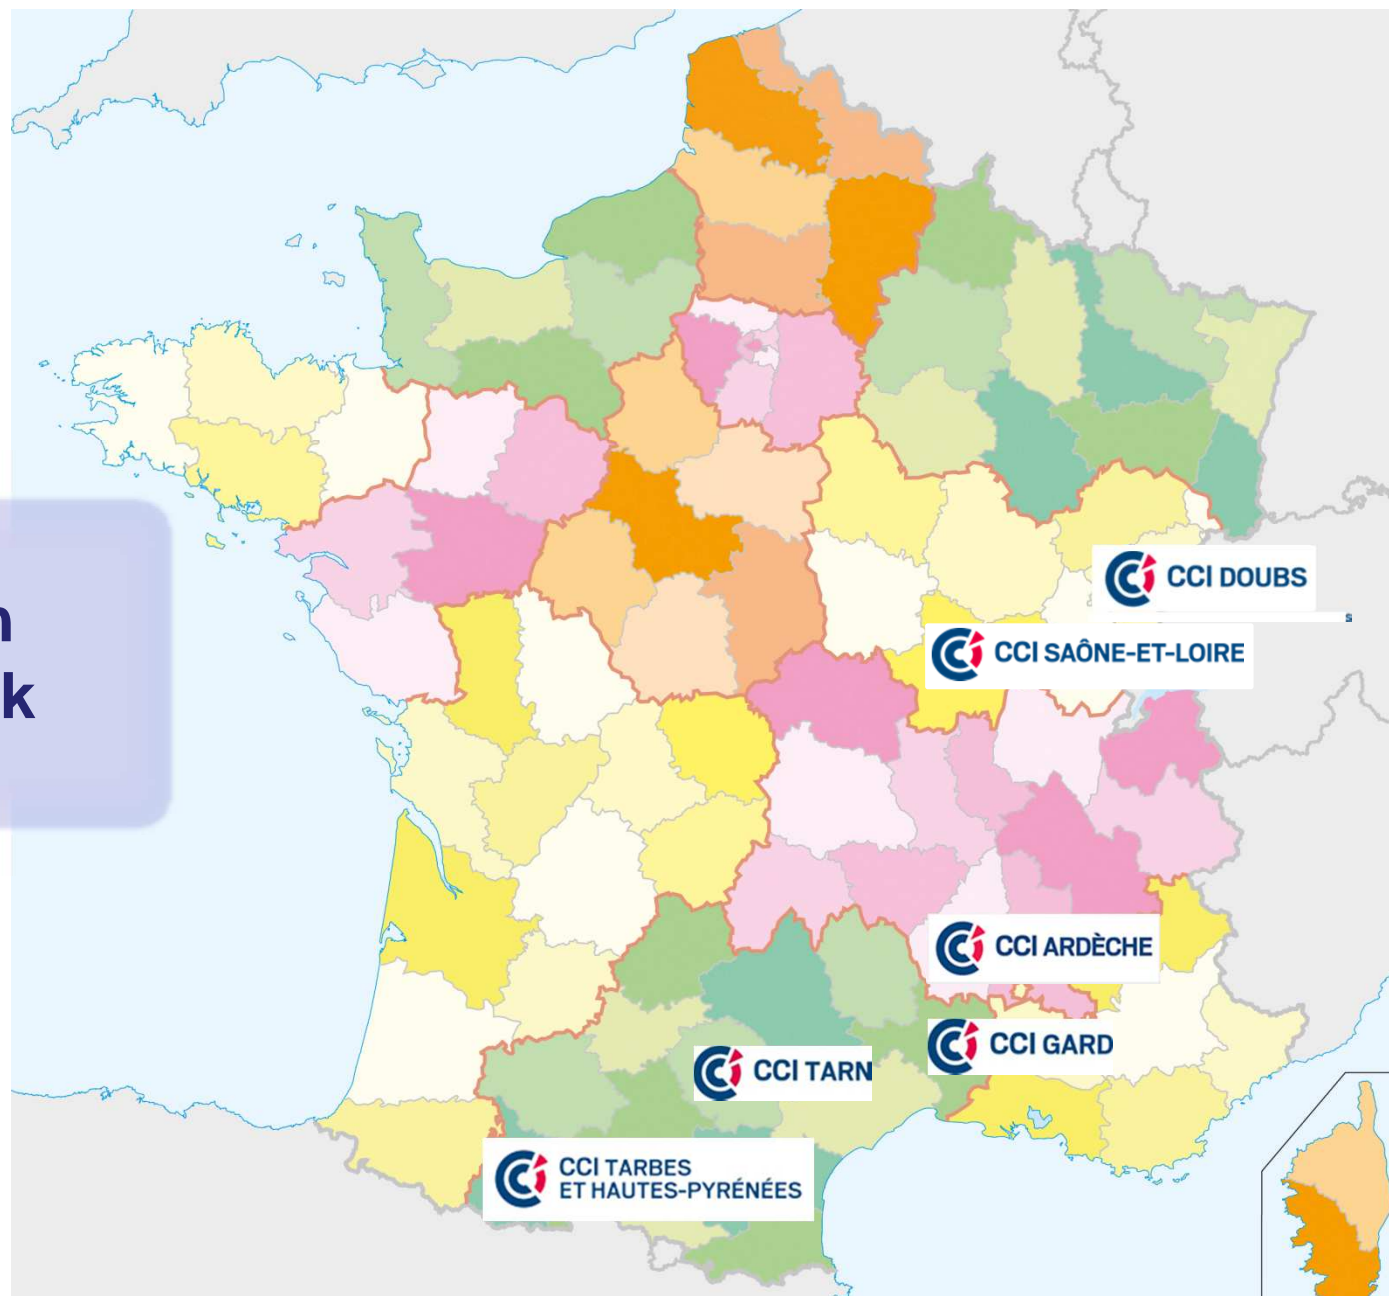 n
k
CCI DOUBS
s
CCI SAÔNE-ET-LOIRE
CCI ARDÈCHE
CCI GARD
CCI TARN
CCI TARBES
ET HAUTES-PYRÉNÉES